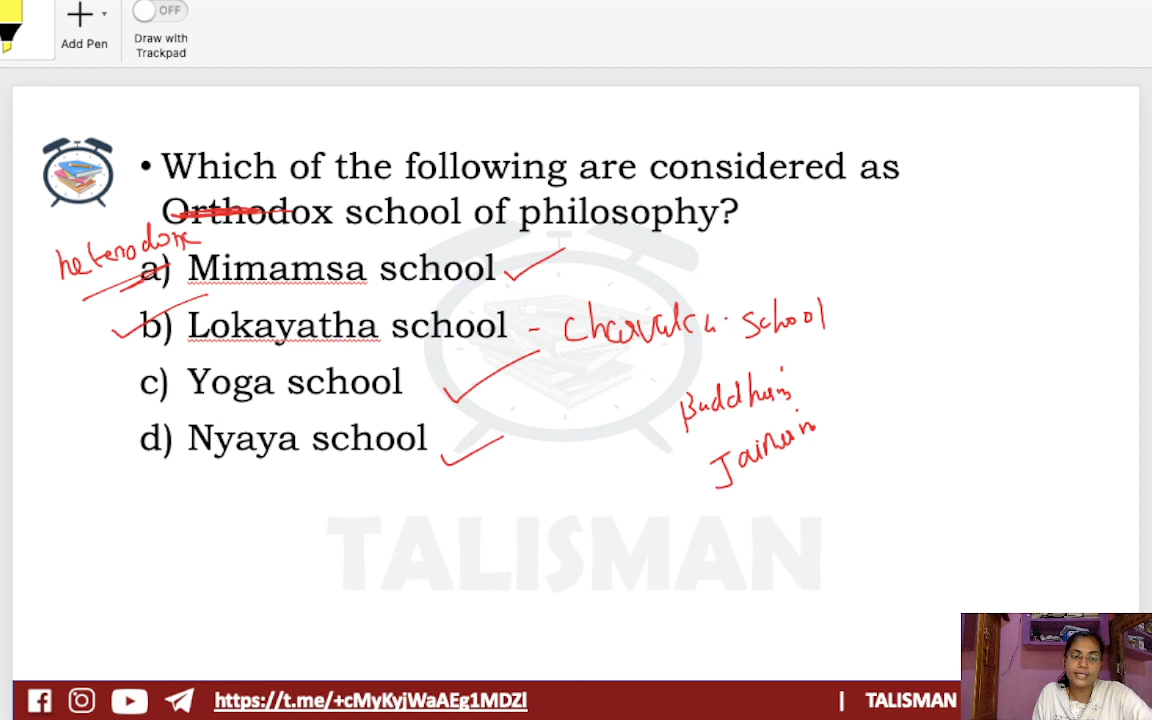 OFF
Add Pen
Draw with
Trackpad
• Which of the following are considered as
Orthodox school of philosophy?
heterodox
a) Mimamsa school
b) Lokayatha school - charvaka school
c) Yoga school
Buddhism
d) Nyaya school
Jainism
TALISMAN
https://t.me/+cMyKyjWaAEg1MDZl | TALISMAN